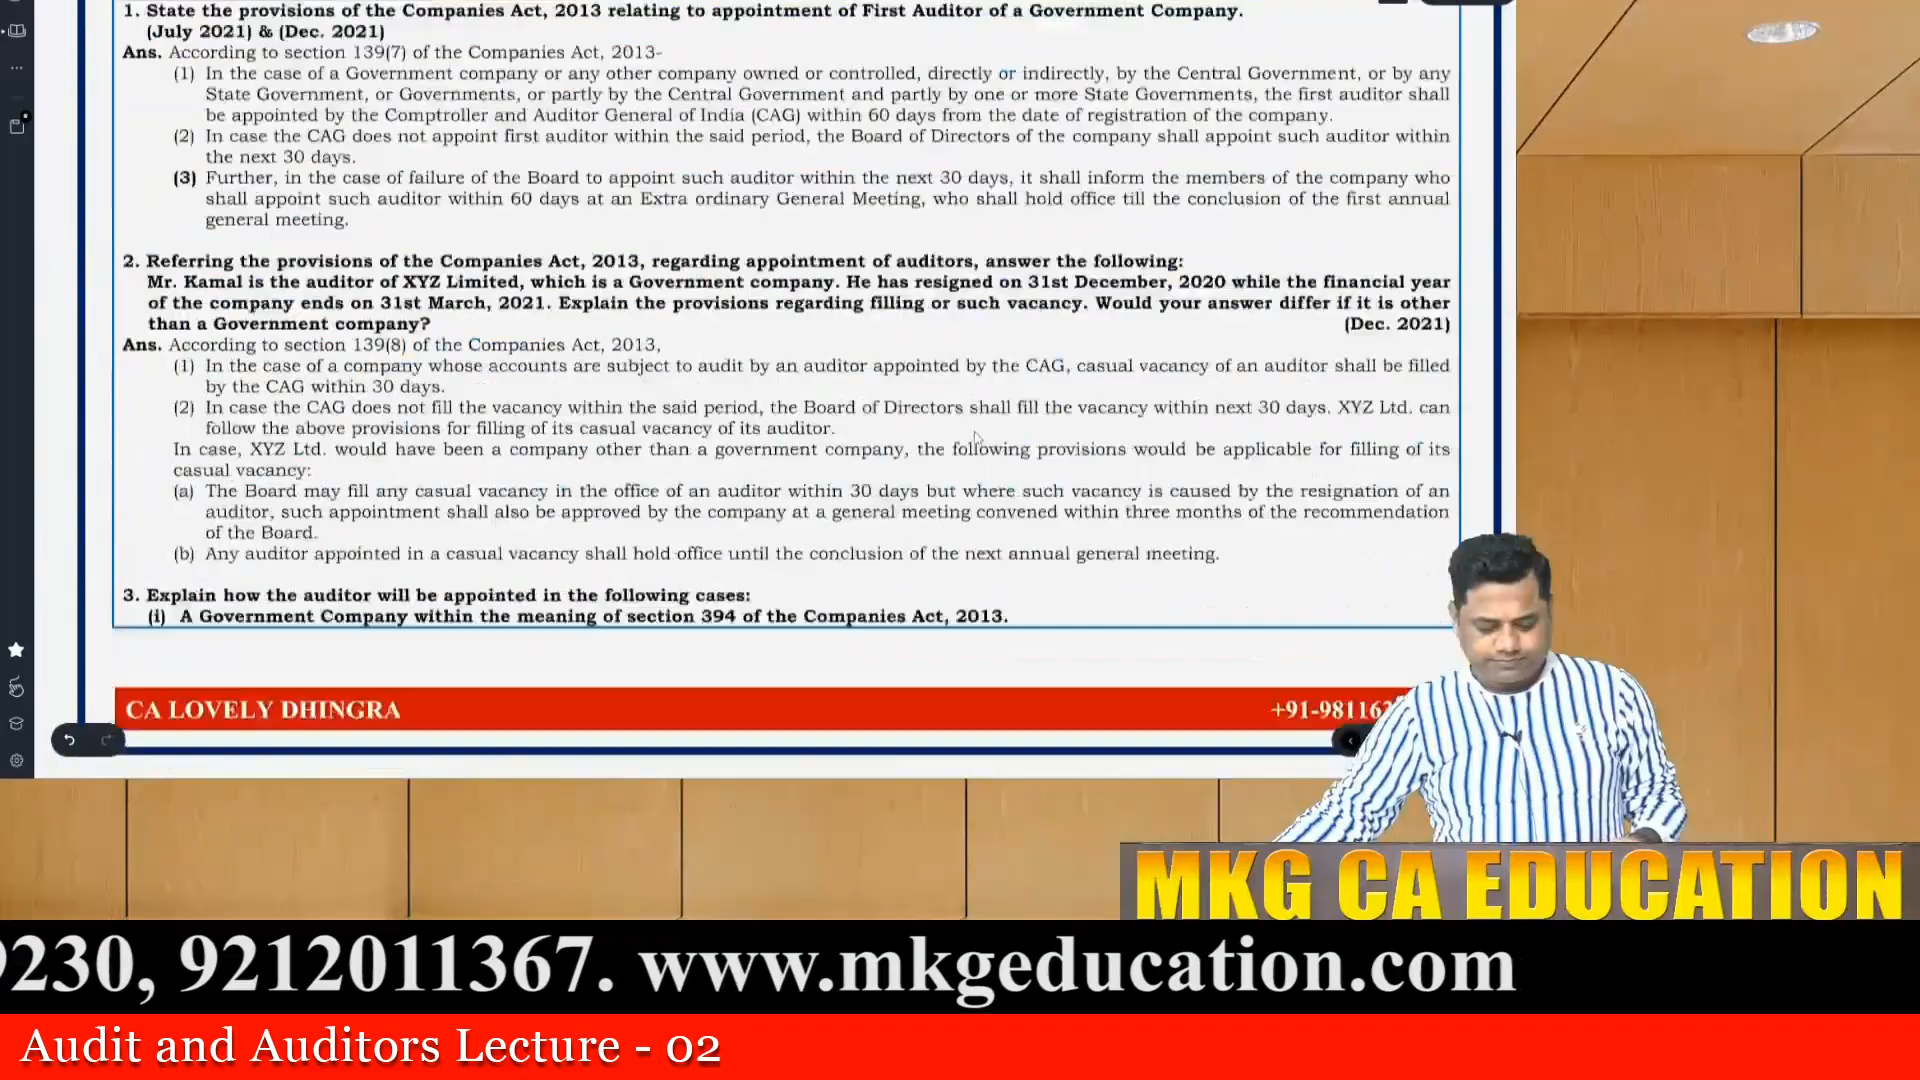 1. State the provisions of the Companies Act, 2013 relating to appointment of First Auditor of a Government Company.
(July 2021) & (Dec. 2021)
Ans. According to section 139(7) of the Companies Act, 2013-
(1) In the case of a Government company or any other company owned or controlled, directly or indirectly, by the Central Government, or by any
State Government, or Governments, or partly by the Central Government and partly by one or more State Governments, the first auditor shall
be appointed by the Comptroller and Auditor General of India (CAG) within 60 days from the date of registration of the company.
(2) In case the CAG does not appoint first auditor within the said period, the Board of Directors of the company shall appoint such auditor within
the next 30 days.
(3) Further, in the case of failure of the Board to appoint such auditor within the next 30 days, it shall inform the members of the company who
shall appoint such auditor within 60 days at an Extra ordinary General Meeting, who shall hold office till the conclusion of the first annual
general meeting.
2. Referring the provisions of the Companies Act, 2013, regarding appointment of auditors, answer the following:
Mr. Kamal is the auditor of XYZ Limited, which is a Government company. He has resigned on 31st December, 2020 while the financial year
of the company ends on 31st March, 2021. Explain the provisions regarding filling or such vacancy. Would your answer differ if it is other
than a Government company? (Dec. 2021)
Ans. According to section 139(8) of the Companies Act, 2013,
(1) In the case of a company whose accounts are subject to audit by an auditor appointed by the CAG, casual vacancy of an auditor shall be filled
by the CAG within 30 days.
(2) In case the CAG does not fill the vacancy within the said period, the Board of Directors shall fill the vacancy within next 30 days. XYZ Ltd. can
follow the above provisions for filling of its casual vacancy of its auditor.
In case, XYZ Ltd. would have been a company other than a government company, the following provisions would be applicable for filling of its
casual vacancy:
(a) The Board may fill any casual vacancy in the office of an auditor within 30 days but where such vacancy is caused by the resignation of an
auditor, such appointment shall also be approved by the company at a general meeting convened within three months of the recommendation
of the Board.
(b) Any auditor appointed in a casual vacancy shall hold office until the conclusion of the next annual general meeting.
3. Explain how the auditor will be appointed in the following cases:
(i) A Government Company within the meaning of section 394 of the Companies Act, 2013.
CA LOVELY DHINGRA +91-98116
MKG CA EDUCATION
9230, 9212011367. www.mkgeducation.com
Audit and Auditors Lecture - 02